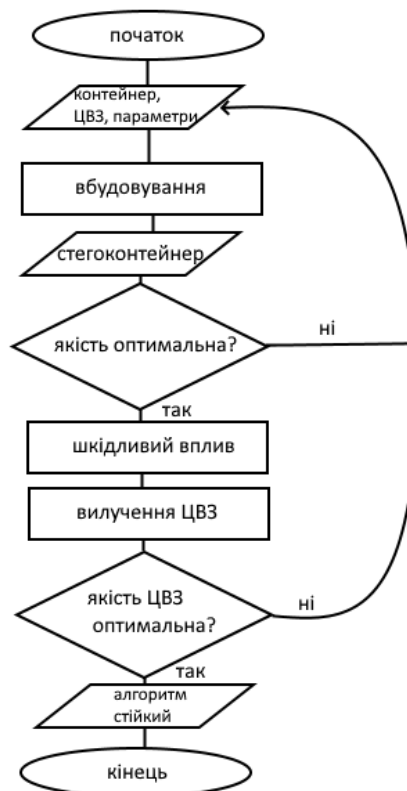 початок
контейнер,
ЦВЗ, параметри
вбудовування
стегоконтейнер
якість оптимальна?
ні
так
шкідливий вплив
вилучення ЦВЗ
якість ЦВЗ
оптимальна?
ні
так
алгоритм
стійкий
кінець